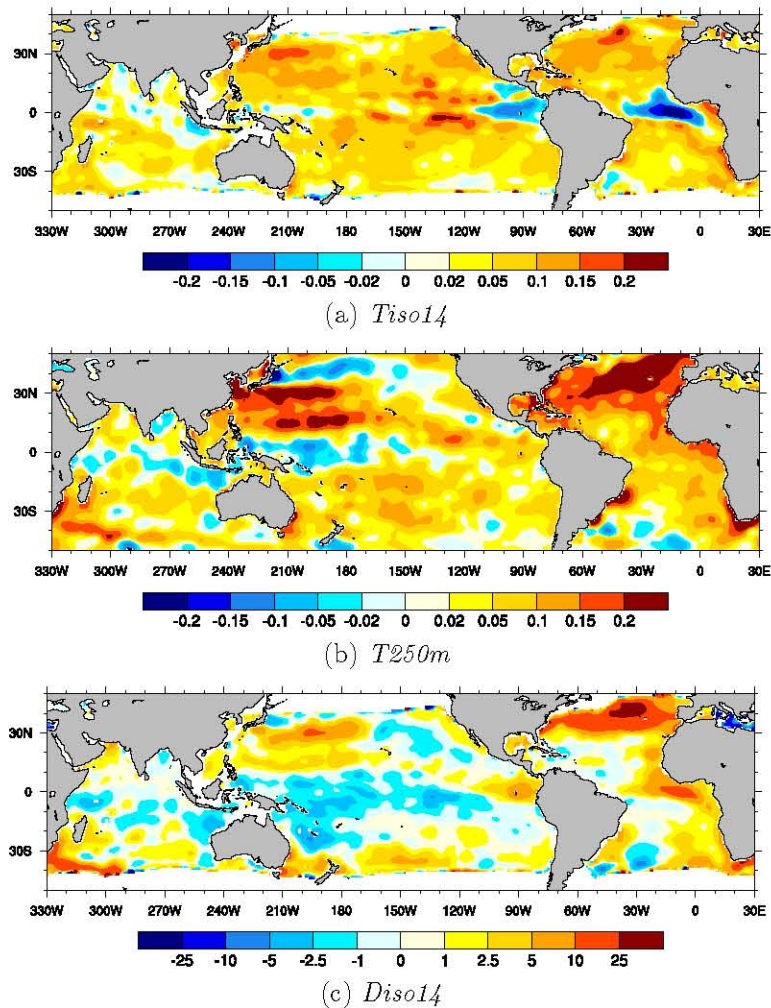 30N
0
30S
330W 300W 270W 240W 210W 180W 150W 120W 90W 60W 30W 0 30E
-0.2 -0.15 -0.1 -0.05 -0.02 0 0.02 0.05 0.1 0.15 0.2
(a) Tiso14
30N
0
30S
330W 300W 270W 240W 210W 180W 150W 120W 90W 60W 30W 0 30E
-0.2 -0.15 -0.1 -0.05 -0.02 0 0.02 0.05 0.1 0.15 0.2
(b) T250m
30N
0
30S
330W 300W 270W 240W 210W 180W 150W 120W 90W 60W 30W 0 30E
-25 -10 -5 -2.5 -1 0 1 2.5 5 10 25
(c) Diso14